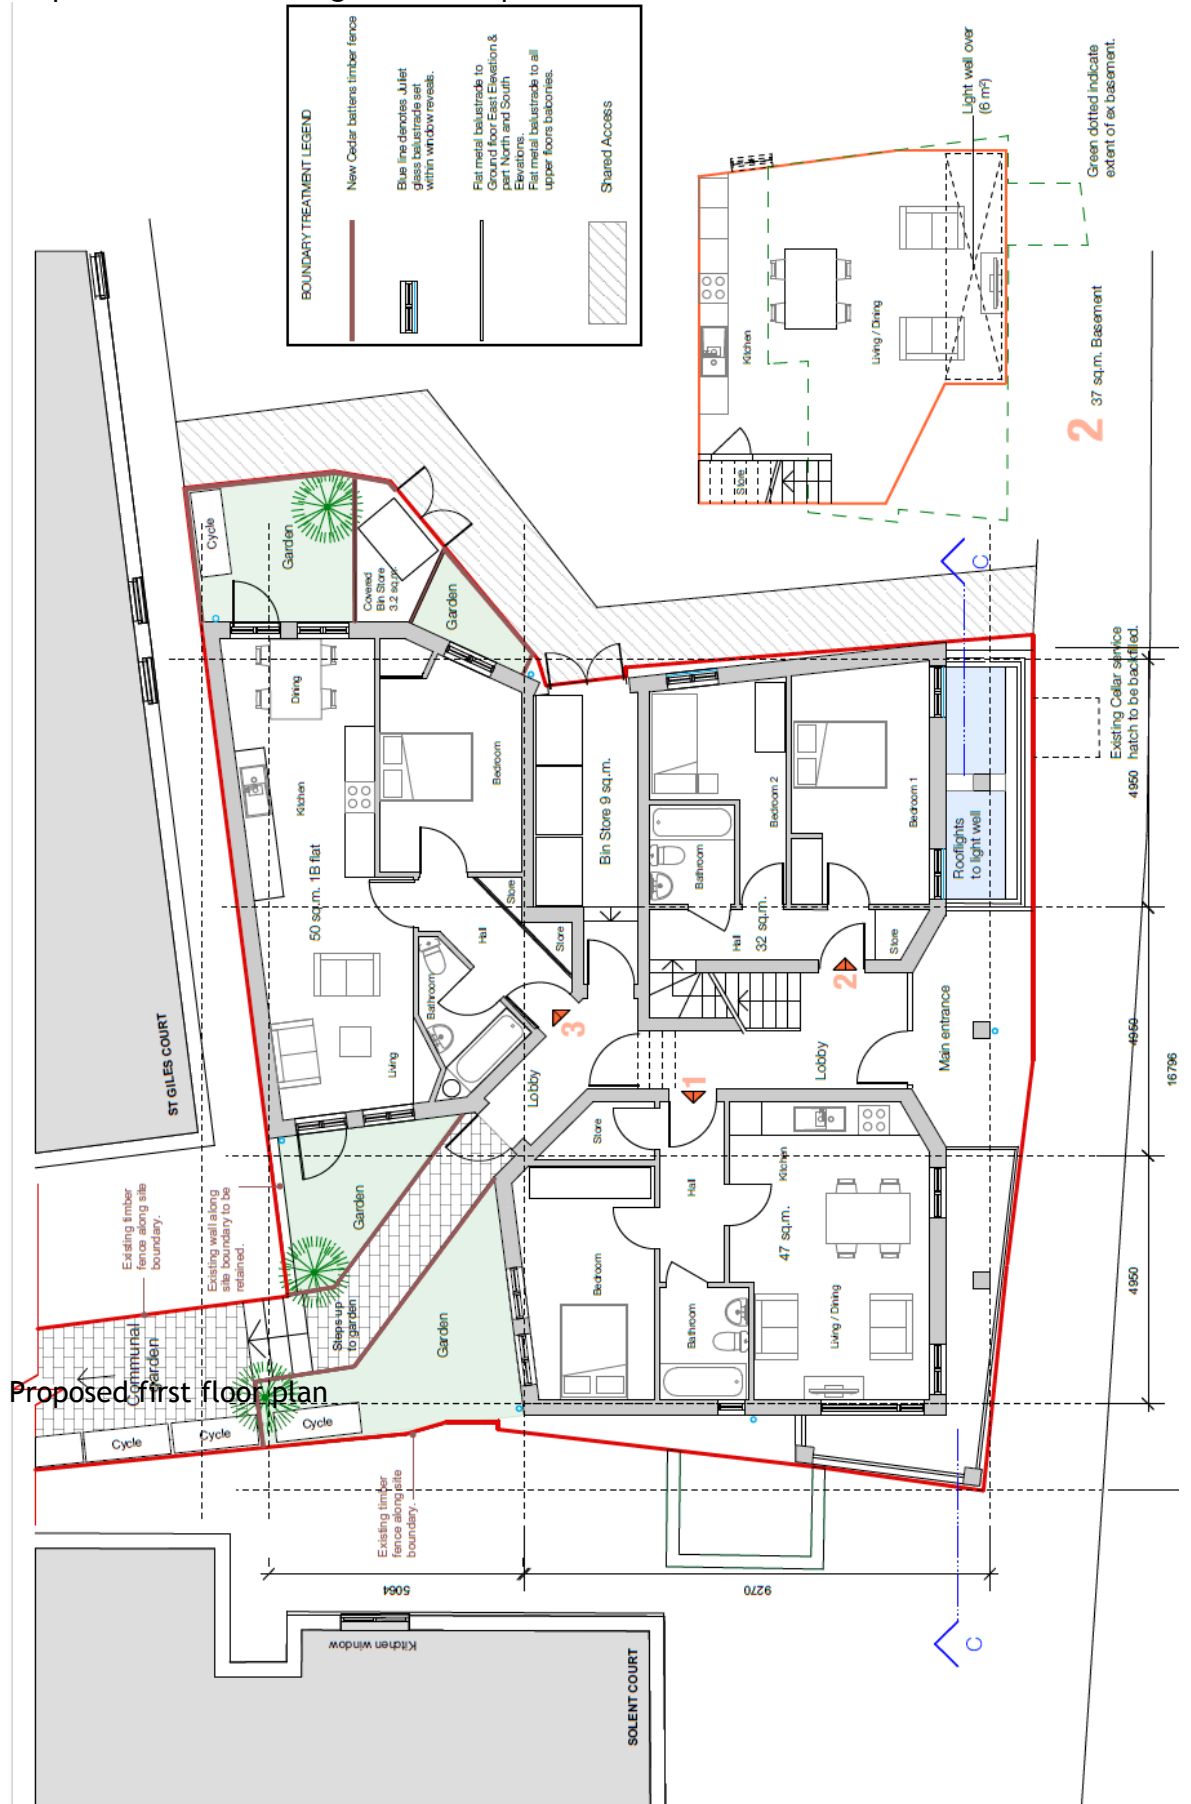 BOUNDARY TREATMENT LEGEND
New Cedar battens timber fence
Blue line denotes Juliet
glass balustrade set
within window reveals.
Flat metal balustrade to
Ground floor East Elevation &
part North and South
Elevations.
Flat metal balustrade to all
upper floors balconies.
Shared Access
Light well over
(6 m²)
Green dotted indicate
extent of ex basement.
Kitchen
Living / Dining
Store
2
37 sq.m. Basement
ST GILES COURT
Cycle
Garden
Covered
Bin Store
3.2 sq.m.
Garden
Dining
Kitchen
Bedroom
50 sq.m. 1B flat
Hall
Store
Store
Bathroom
Living
Lobby
3
Bin Store 9 sq.m.
Bedroom 2
Bathroom
Bedroom 1
Hall
32 sq.m.
Store
2
Rooflights
to light well
Existing Cellar service
hatch to be backfilled.
C
Main entrance
Lobby
1
Store
Hall
Kitchen
47 sq.m.
Bedroom
Bathroom
Living / Dining
Garden
Garden
Steps up
to garden
Existing timber
fence along site
boundary.
Existing wall along
site boundary to be
retained.
Communal
Garden
Proposed first floor plan
Cycle
Cycle
Cycle
Existing timber
fence along site
boundary.
4950
4950
4950
16796
5064
9270
C
Kitchen window
SOLENT COURT